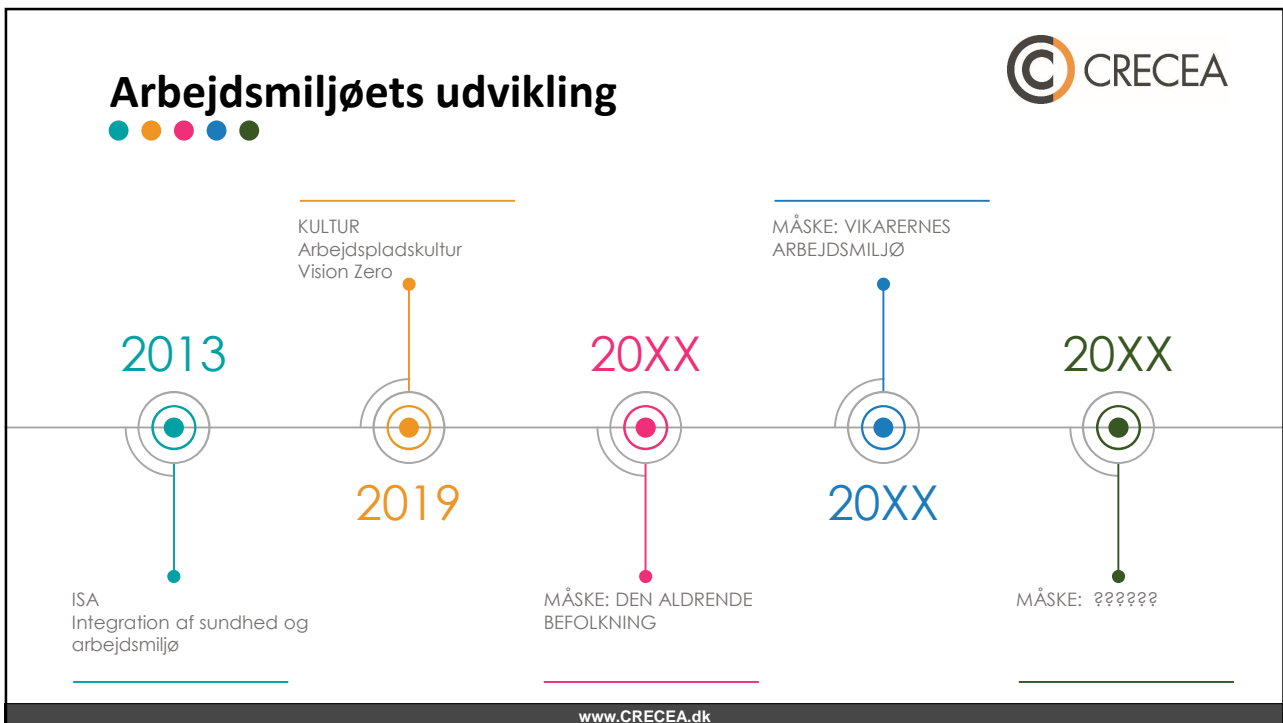 Arbejdsmiljøets udvikling
CRECEA
2013
ISA
Integration af sundhed og
arbejdsmiljø
KULTUR
Arbejdspladskultur
Vision Zero
2019
20XX
MÅSKE: DEN ALDRENDE
BEFOLKNING
MÅSKE: VIKARERNES
ARBEJDSMILJØ
20XX
20XX
MÅSKE: ??????
www.CRECEA.dk